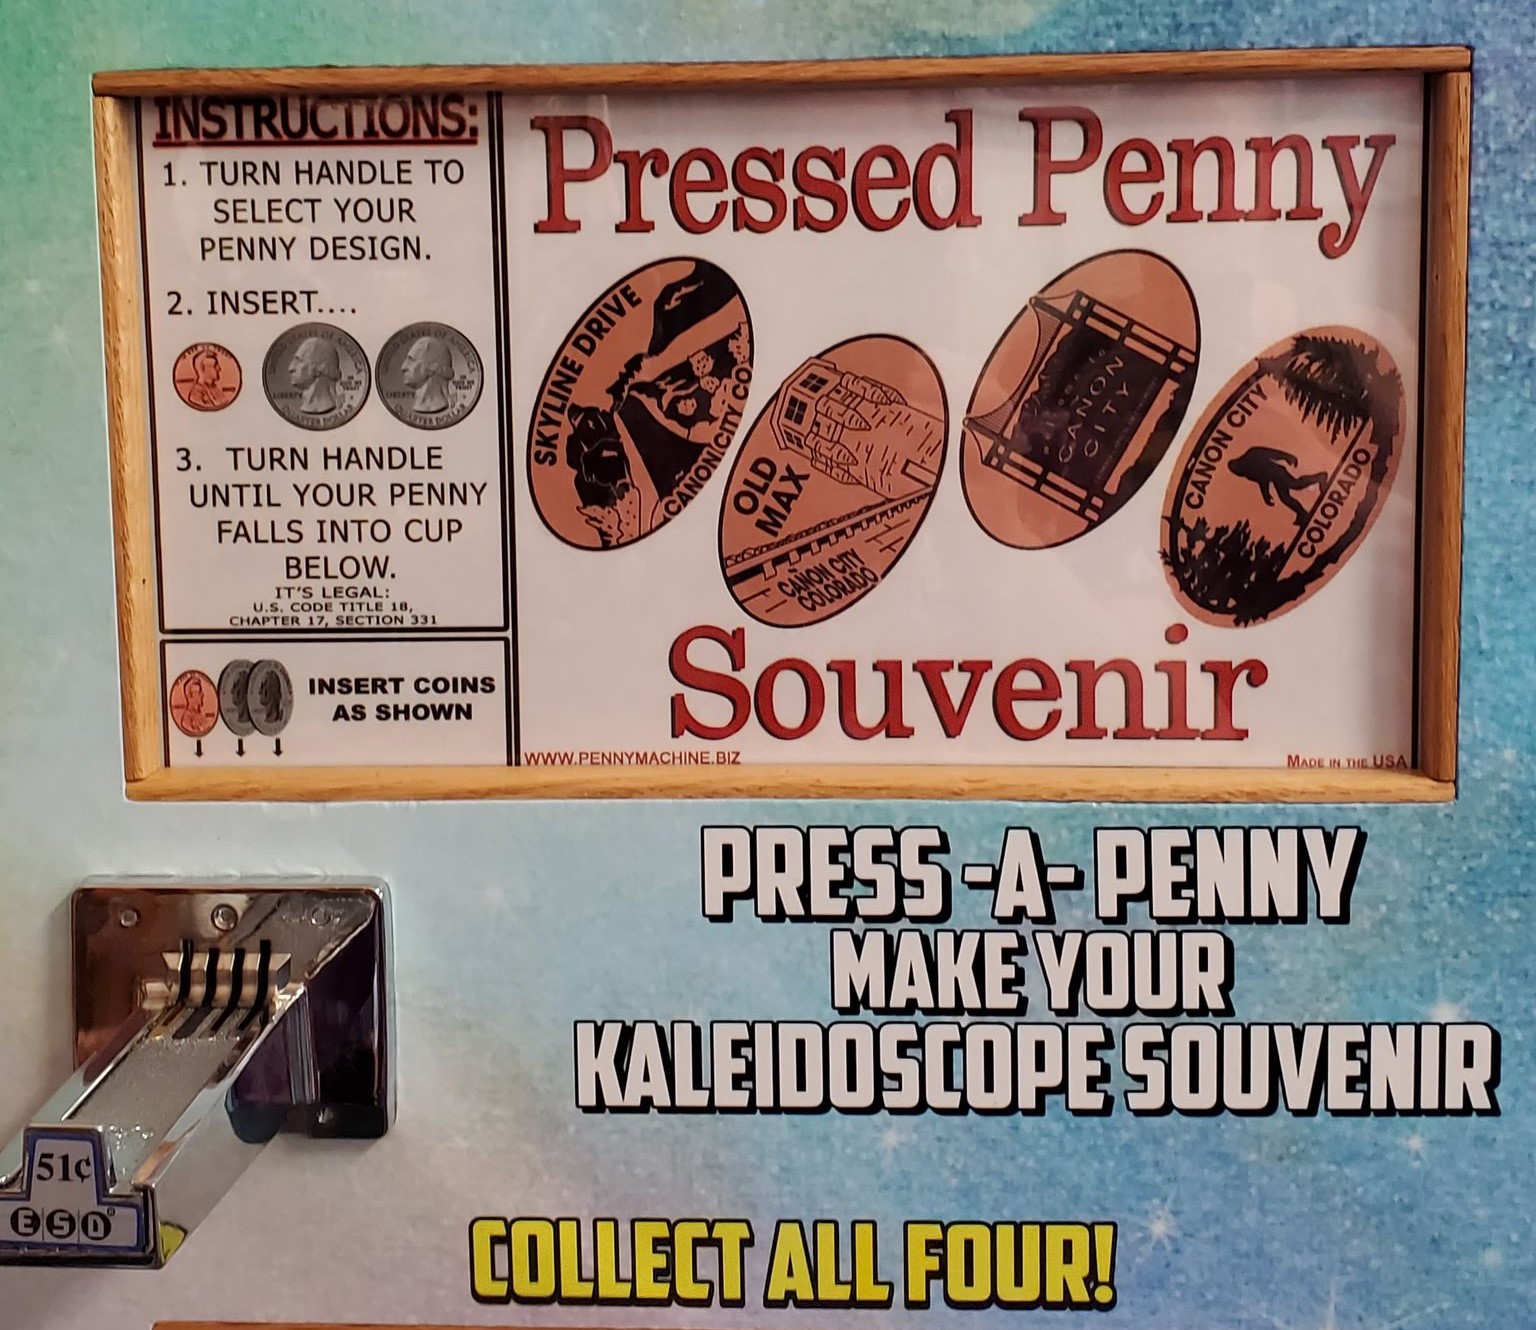 INSTRUCTIONS:
1. TURN HANDLE TO
SELECT YOUR
PENNY DESIGN.
2. INSERT....
3. TURN HANDLE
UNTIL YOUR PENNY
FALLS INTO CUP
BELOW.
IT'S LEGAL:
U.S. CODE TITLE 18,
CHAPTER 17, SECTION 331
INSERT COINS
AS SHOWN
Pressed Penny
SKYLINE DRIVE
CAÑON CITY CO
OLD
MAX
CAÑON CITY
COLORADO
CANON
CITY
CAÑON CITY
COLORADO
Souvenir
WWW.PENNYMACHINE.BIZ
MADE IN THE USA
PRESS -A- PENNY
MAKE YOUR
KALEIDOSCOPE SOUVENIR
51¢
ESD®
COLLECT ALL FOUR!